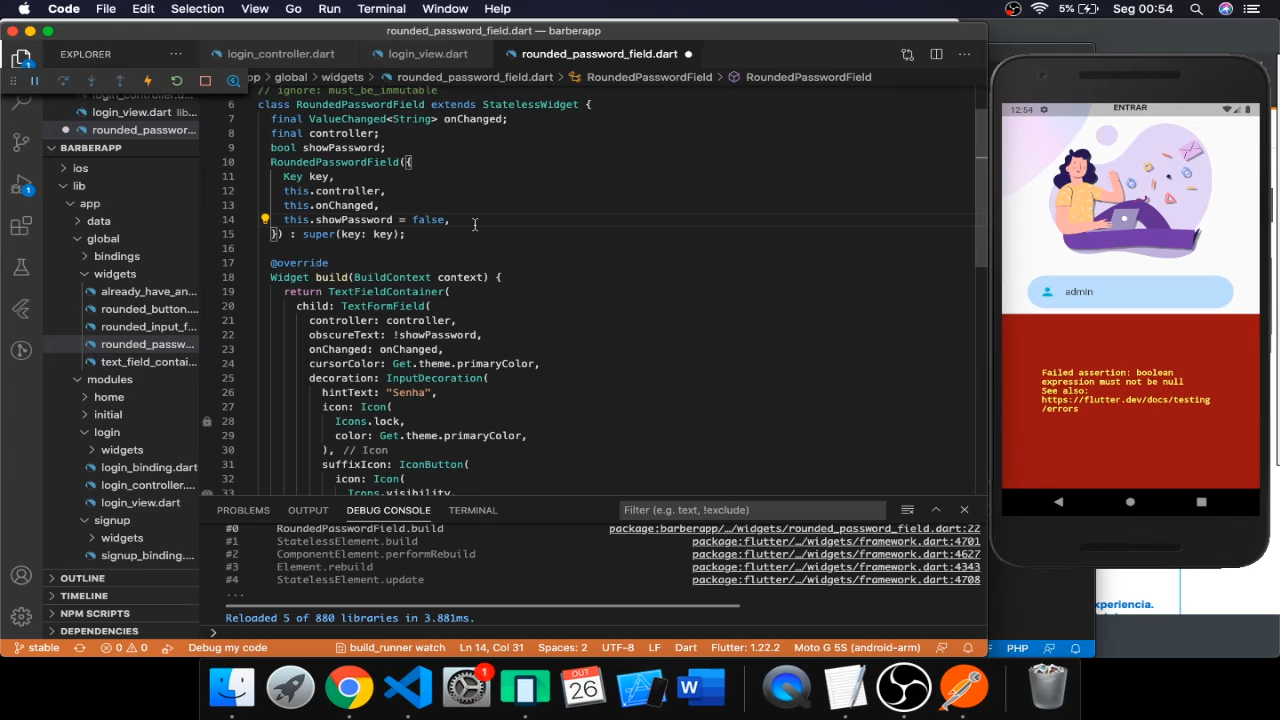 Code File Edit Selection View Go Run Terminal Window Help 5% Seg 00:54
rounded_password_field.dart — barberapp
EXPLORER
login_controller.dart login_view.dart rounded_password_field.dart
global widgets rounded_password_field.dart RoundedPasswordField RoundedPasswordField
login_controller.dart
login_view.dart lib...
rounded_passwor...
BARBERAPP
ios
lib
app
data
global
bindings
widgets
already_have_an...
rounded_button...
rounded_input_f...
rounded_passw...
text_field_contai...
modules
home
initial
login
widgets
login_binding.dart
login_controller....
login_view.dart
signup
widgets
signup_binding....
OUTLINE
TIMELINE
NPM SCRIPTS
DEPENDENCIES
// ignore: must_be_immutable
6 class RoundedPasswordField extends StatelessWidget {
7 final ValueChanged<String> onChanged;
8 final controller;
9 bool showPassword;
10 RoundedPasswordField({
11 Key key,
12 this.controller,
13 this.onChanged,
14 this.showPassword = false,
15 }) : super(key: key);
16
17 @override
18 Widget build(BuildContext context) {
19 return TextFieldContainer(
20 child: TextFormField(
21 controller: controller,
22 obscureText: !showPassword,
23 onChanged: onChanged,
24 cursorColor: Get.theme.primaryColor,
25 decoration: InputDecoration(
26 hintText: "Senha",
27 icon: Icon(
28 Icons.lock,
29 color: Get.theme.primaryColor,
30 ), // Icon
31 suffixIcon: IconButton(
32 icon: Icon(
33 Icons.visibility,
PROBLEMS OUTPUT DEBUG CONSOLE TERMINAL Filter (e.g. text, !exclude)
#0 RoundedPasswordField.build package:barberapp/…/widgets/rounded_password_field.dart:22
#1 StatelessElement.build package:flutter/…/widgets/framework.dart:4701
#2 ComponentElement.performRebuild package:flutter/…/widgets/framework.dart:4627
#3 Element.rebuild package:flutter/…/widgets/framework.dart:4343
#4 StatelessElement.update package:flutter/…/widgets/framework.dart:4708
...
Reloaded 5 of 880 libraries in 3.881ms.
>
stable 0 0 Debug my code build_runner watch Ln 14, Col 31 Spaces: 2 UTF-8 LF Dart Flutter: 1.22.2 Moto G 5S (android-arm)
PHP
xperiencia.
12:54
ENTRAR
admin
Failed assertion: boolean
expression must not be null
See also:
https://flutter.dev/docs/testing
/errors
1
1
1
OUT
26
W